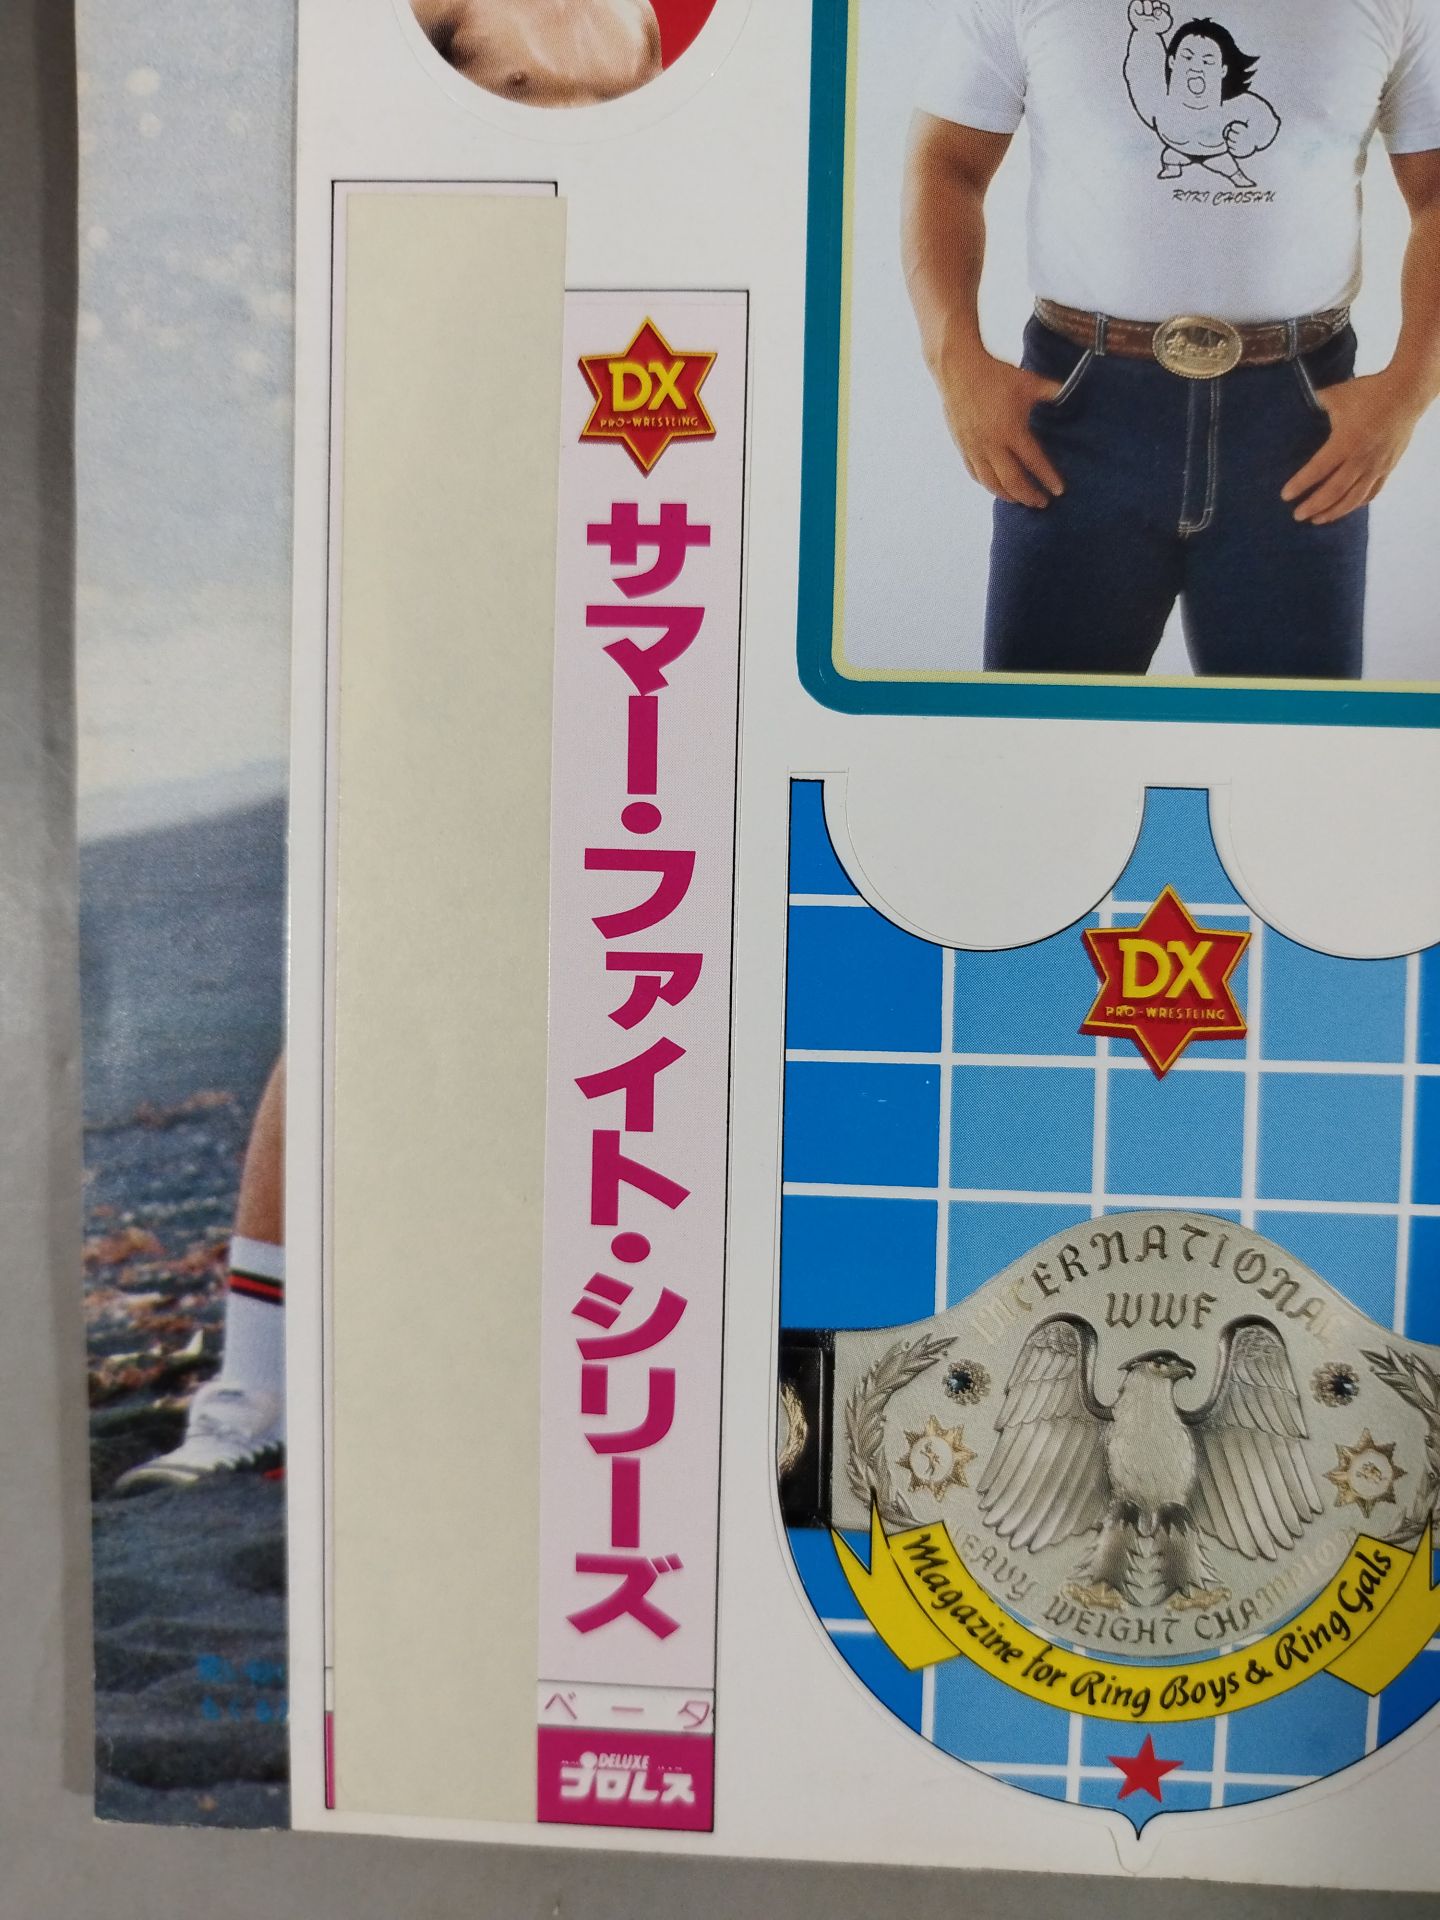 RIKI CHOSHU
DX
PRO-WRESTLING
サマー・ファイト・シリーズ
ベータ
DELUXE
プロレス
DX
PRO-WRESTLING
INTERNATIONAL
WWF
HEAVY WEIGHT CHAMPION
Magazine for Ring Boys & Ring Gals